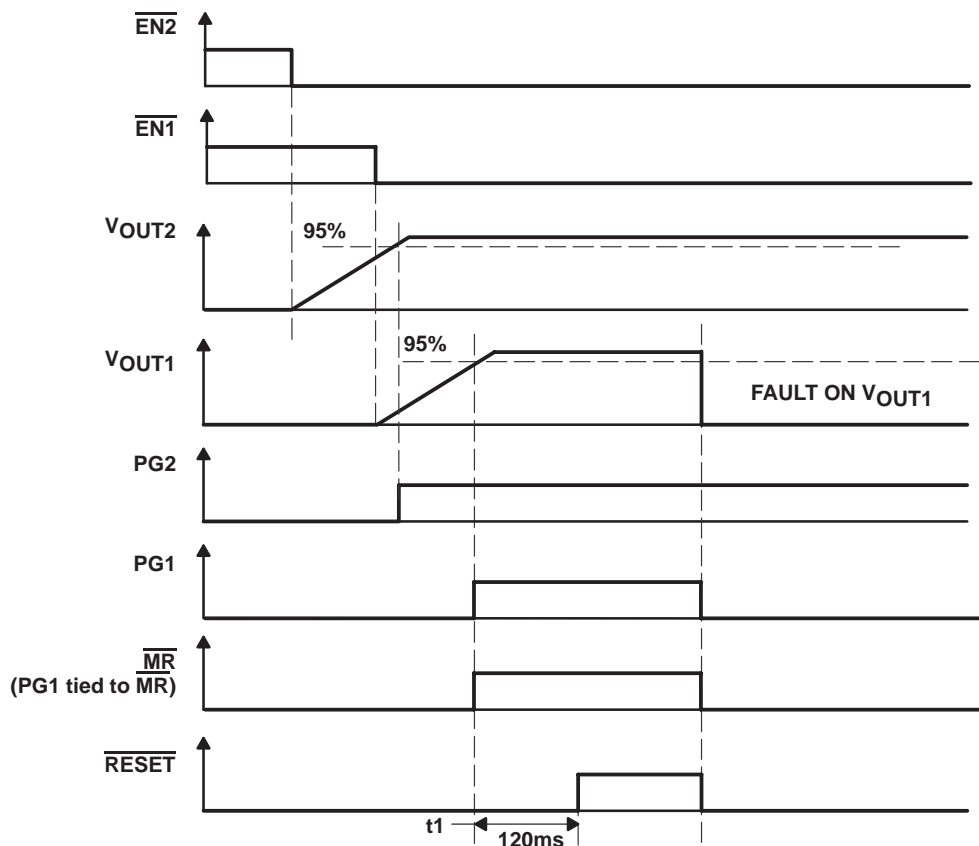 EN2
EN1
VOUT2
95%
VOUT1
95%
FAULT ON VOUT1
PG2
PG1
MR
(PG1 tied to MR)
RESET
t1
120ms